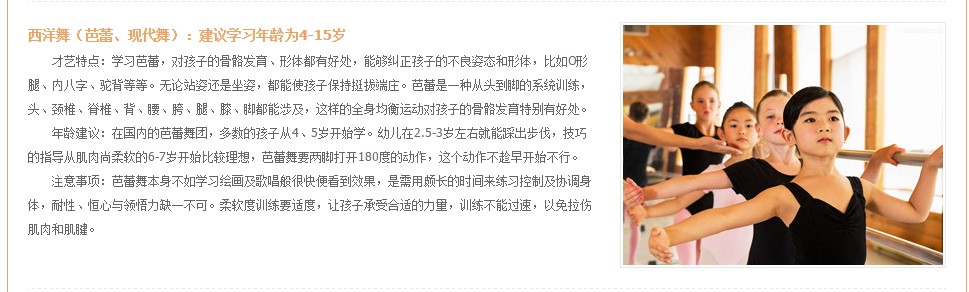 西洋舞（芭蕾、现代舞）：建议学习年龄为4-15岁
才艺特点：学习芭蕾，对孩子的骨骼发育、形体都有好处，能够纠正孩子的不良姿态和形体，比如O形
腿、内八字、驼背等等。无论站姿还是坐姿，都能使孩子保持挺拔端庄。芭蕾是一种从头到脚的系统训练，
头、颈椎、脊椎、背、腰、胯、腿、膝、脚都能涉及，这样的全身均衡运动对孩子的骨骼发育特别有好处。
年龄建议：在国内的芭蕾舞团，多数的孩子从4、5岁开始学。幼儿在2.5-3岁左右就能踩出步伐，技巧
的指导从肌肉尚柔软的6-7岁开始比较理想，芭蕾舞要两脚打开180度的动作，这个动作不趁早开始不行。
注意事项：芭蕾舞本身不如学习绘画及歌唱般很快便看到效果，是需用颇长的时间来练习控制及协调身
体，耐性、恒心与领悟力缺一不可。柔软度训练要适度，让孩子承受合适的力量，训练不能过速，以免拉伤
肌肉和肌腱。